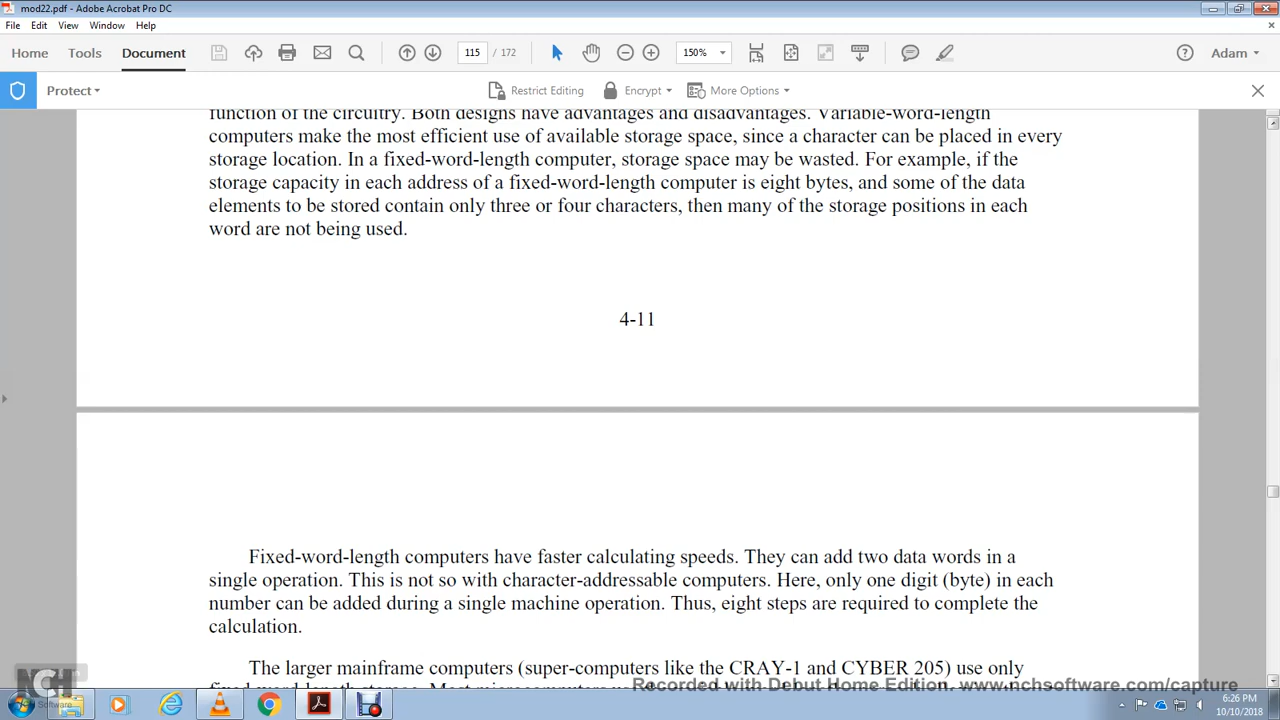 mod22.pdf - Adobe Acrobat Pro DC
File Edit View Window Help
Home Tools Document 115 / 172 150% Adam
Protect Restrict Editing Encrypt More Options
function of the circuitry. Both designs have advantages and disadvantages. Variable-word-length
computers make the most efficient use of available storage space, since a character can be placed in every
storage location. In a fixed-word-length computer, storage space may be wasted. For example, if the
storage capacity in each address of a fixed-word-length computer is eight bytes, and some of the data
elements to be stored contain only three or four characters, then many of the storage positions in each
word are not being used.
4-11
Fixed-word-length computers have faster calculating speeds. They can add two data words in a
single operation. This is not so with character-addressable computers. Here, only one digit (byte) in each
number can be added during a single machine operation. Thus, eight steps are required to complete the
calculation.
The larger mainframe computers (super-computers like the CRAY-1 and CYBER 205) use only
NCH Software
Recorded with Debut Home Edition. www.nchsoftware.com/capture
6:26 PM
10/10/2018